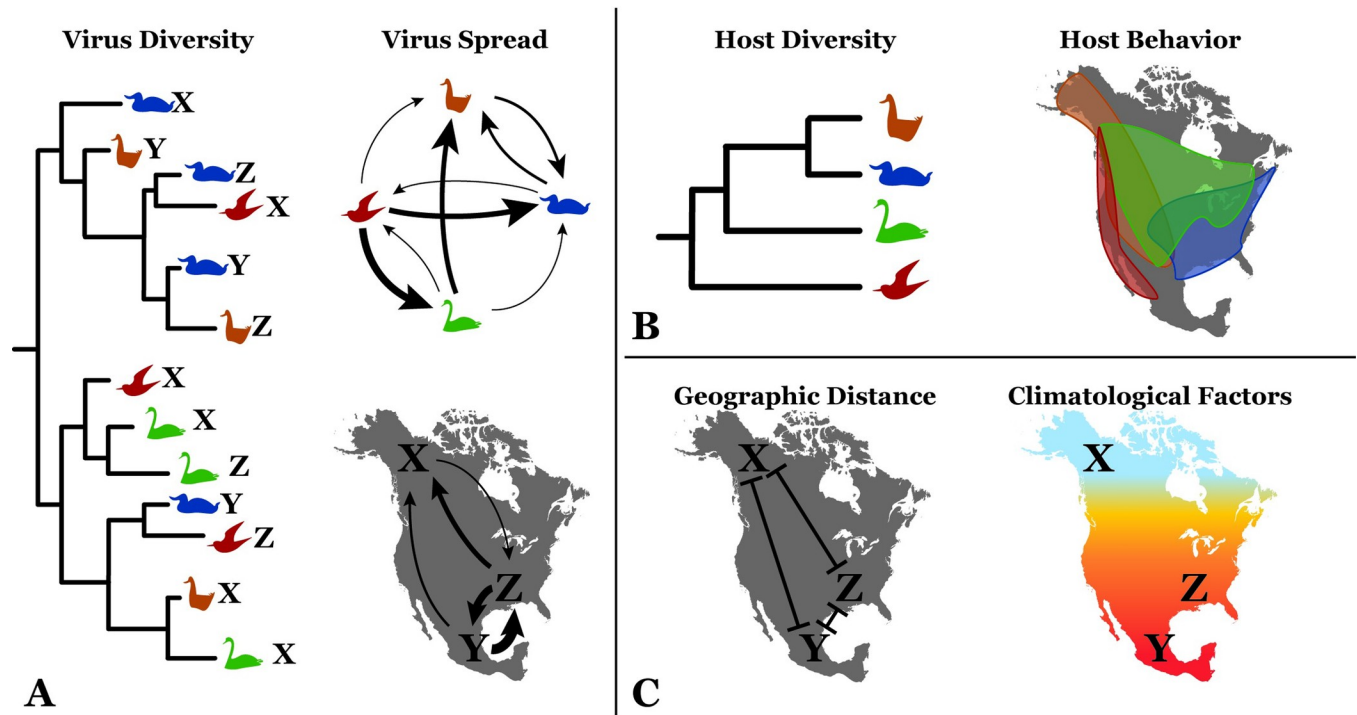 Virus Diversity
X
Y
Z
X
Y
Z
X
X
Z
Y
Z
X
X
A
Virus Spread
X
Z
Y
Host Diversity
Host Behavior
B
Geographic Distance
X
Z
Y
Climatological Factors
X
Z
Y
C